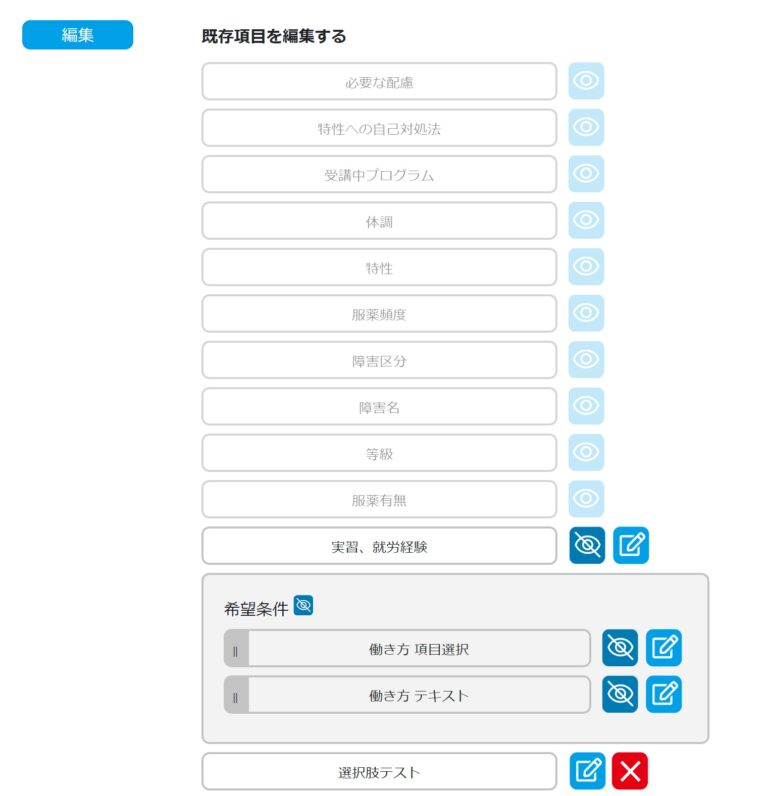 編集
既存項目を編集する
必要な配慮
特性への自己対処法
受講中プログラム
体調
特性
服薬頻度
障害区分
障害名
等級
服薬有無
実習、就労経験
希望条件
働き方 項目選択
働き方 テキスト
選択肢テスト